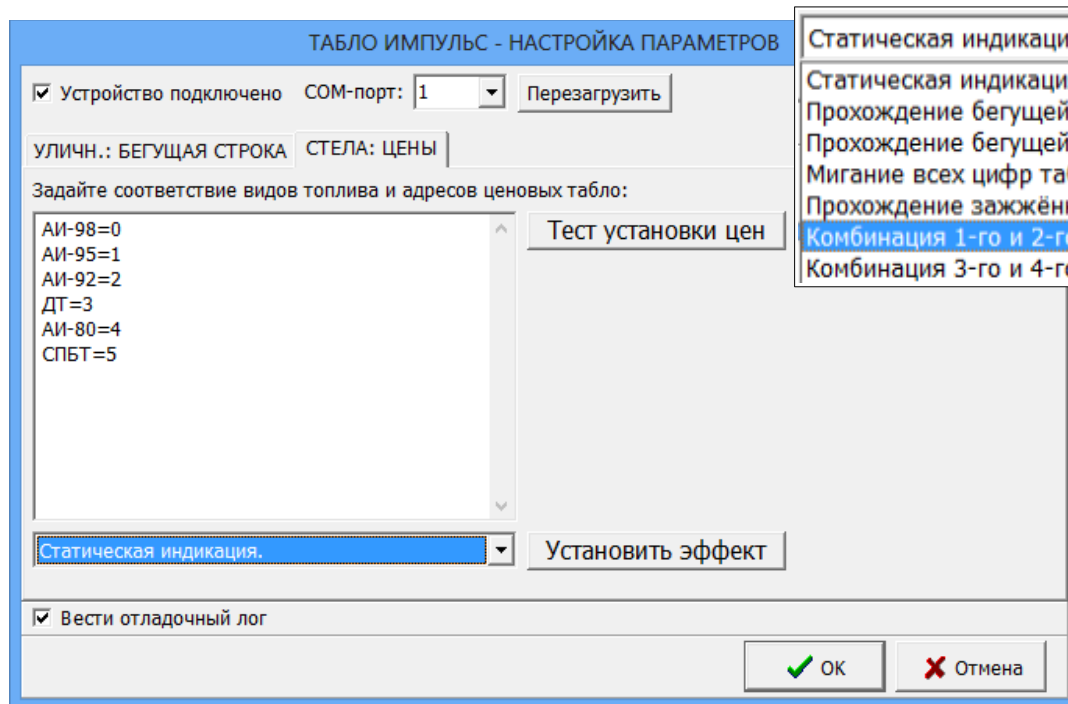 ТАБЛО ИМПУЛЬС - НАСТРОЙКА ПАРАМЕТРОВ
Устройство подключено COM-порт: 1 Перезагрузить
УЛИЧН.: БЕГУЩАЯ СТРОКА СТЕЛА: ЦЕНЫ
Задайте соответствие видов топлива и адресов ценовых табло:
АИ-98=0
АИ-95=1
АИ-92=2
ДТ=3
АИ-80=4
СПБТ=5
Тест установки цен
Статическая индикация. Установить эффект
Вести отладочный лог
ОК Отмена
Статическая индикаци
Статическая индикаци
Прохождение бегущей
Прохождение бегущей
Мигание всех цифр та
Прохождение зажжён
Комбинация 1-го и 2-г
Комбинация 3-го и 4-г